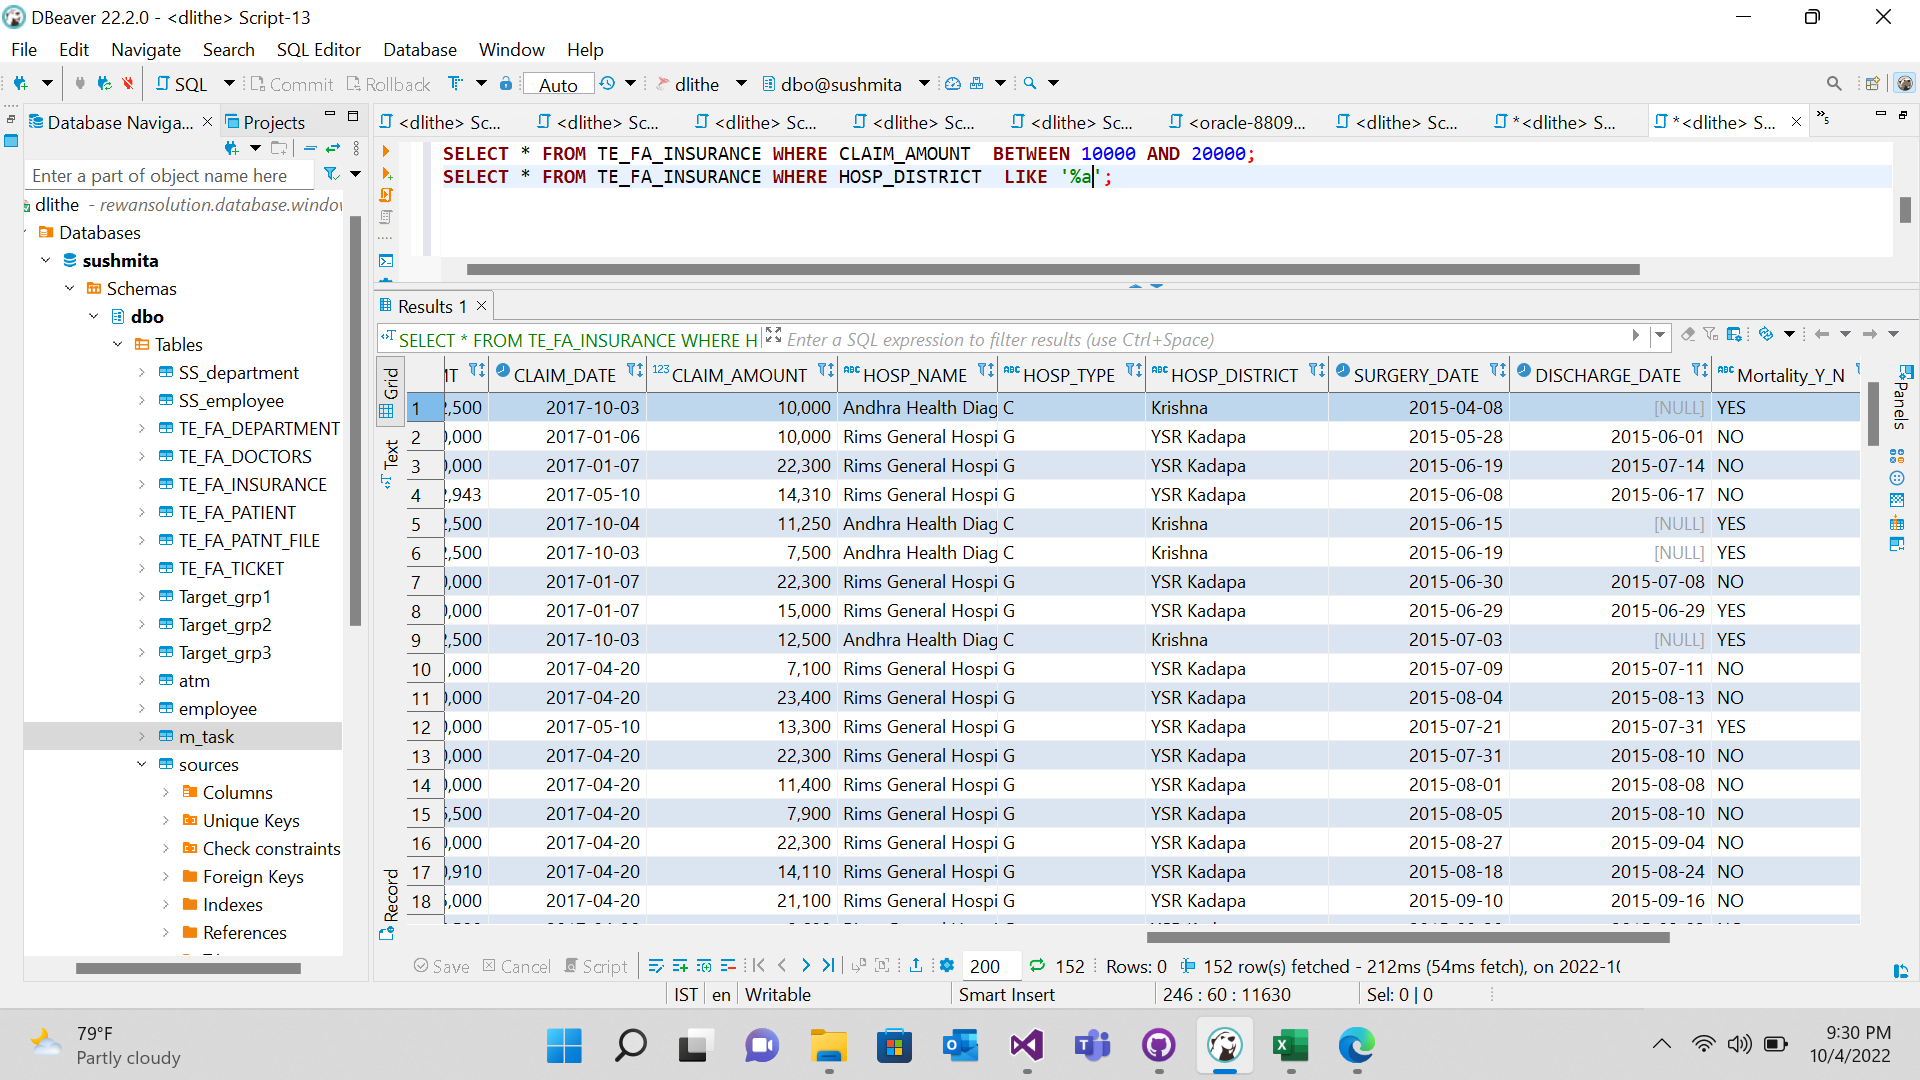 DBeaver 22.2.0 - <dlithe> Script-13
File Edit Navigate Search SQL Editor Database Window Help
SQL Commit Rollback Auto dlithe dbo@sushmita
Database Naviga... Projects <dlithe> Sc... <dlithe> Sc... <dlithe> Sc... <dlithe> Sc... <dlithe> Sc... <oracle-8809... <dlithe> Sc... *<dlithe> S... *<dlithe> S... »5
SELECT * FROM TE_FA_INSURANCE WHERE CLAIM_AMOUNT BETWEEN 10000 AND 20000;
SELECT * FROM TE_FA_INSURANCE WHERE HOSP_DISTRICT LIKE '%a';
Enter a part of object name here
dlithe - rewansolution.database.windov
Databases
sushmita
Schemas
dbo
Tables
SS_department
SS_employee
TE_FA_DEPARTMENT
TE_FA_DOCTORS
TE_FA_INSURANCE
TE_FA_PATIENT
TE_FA_PATNT_FILE
TE_FA_TICKET
Target_grp1
Target_grp2
Target_grp3
atm
employee
m_task
sources
Columns
Unique Keys
Check constraints
Foreign Keys
Indexes
References
Results 1
SELECT * FROM TE_FA_INSURANCE WHERE H Enter a SQL expression to filter results (use Ctrl+Space)
Grid
Text
Record
Panels
IT CLAIM_DATE 123 CLAIM_AMOUNT ABC HOSP_NAME ABC HOSP_TYPE ABC HOSP_DISTRICT SURGERY_DATE DISCHARGE_DATE ABC Mortality_Y_N
1 ,500 2017-10-03 10,000 Andhra Health Diag C Krishna 2015-04-08 [NULL] YES
2 ,000 2017-01-06 10,000 Rims General Hospi G YSR Kadapa 2015-05-28 2015-06-01 NO
3 ,000 2017-01-07 22,300 Rims General Hospi G YSR Kadapa 2015-06-19 2015-07-14 NO
4 ,943 2017-05-10 14,310 Rims General Hospi G YSR Kadapa 2015-06-08 2015-06-17 NO
5 ,500 2017-10-04 11,250 Andhra Health Diag C Krishna 2015-06-15 [NULL] YES
6 ,500 2017-10-03 7,500 Andhra Health Diag C Krishna 2015-06-19 [NULL] YES
7 ,000 2017-01-07 22,300 Rims General Hospi G YSR Kadapa 2015-06-30 2015-07-08 NO
8 ,000 2017-01-07 15,000 Rims General Hospi G YSR Kadapa 2015-06-29 2015-06-29 YES
9 ,500 2017-10-03 12,500 Andhra Health Diag C Krishna 2015-07-03 [NULL] YES
10 ,000 2017-04-20 7,100 Rims General Hospi G YSR Kadapa 2015-07-09 2015-07-11 NO
11 ,000 2017-04-20 23,400 Rims General Hospi G YSR Kadapa 2015-08-04 2015-08-13 NO
12 ,000 2017-05-10 13,300 Rims General Hospi G YSR Kadapa 2015-07-21 2015-07-31 YES
13 ,000 2017-04-20 22,300 Rims General Hospi G YSR Kadapa 2015-07-31 2015-08-10 NO
14 ,000 2017-04-20 11,400 Rims General Hospi G YSR Kadapa 2015-08-01 2015-08-08 NO
15 ,500 2017-04-20 7,900 Rims General Hospi G YSR Kadapa 2015-08-05 2015-08-10 NO
16 ,000 2017-04-20 22,300 Rims General Hospi G YSR Kadapa 2015-08-27 2015-09-04 NO
17 ,910 2017-04-20 14,110 Rims General Hospi G YSR Kadapa 2015-08-18 2015-08-24 NO
18 ,000 2017-04-20 21,100 Rims General Hospi G YSR Kadapa 2015-09-10 2015-09-16 NO
Save Cancel Script 200 152 Rows: 0 152 row(s) fetched - 212ms (54ms fetch), on 2022-1
IST en Writable Smart Insert 246 : 60 : 11630 Sel: 0 | 0
79°F
Partly cloudy
9:30 PM
10/4/2022